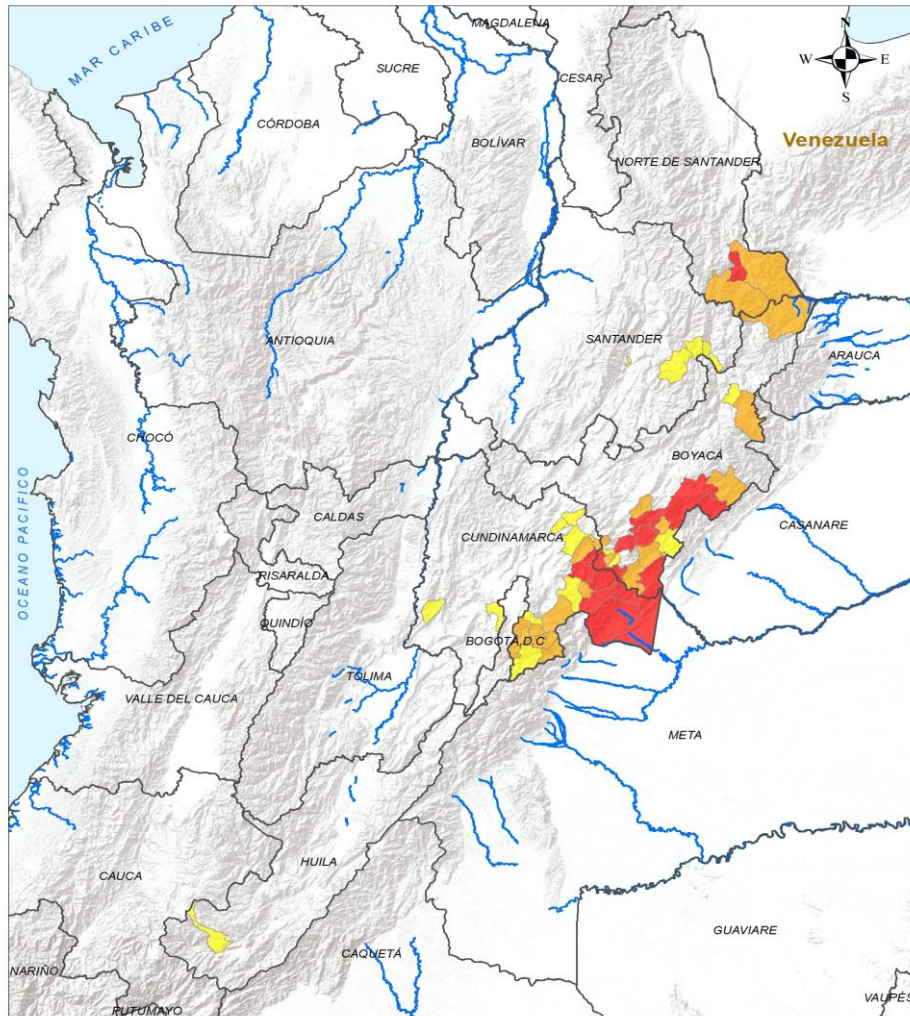 MAGDALENA
MAR CARIBE
N
W
E
S
SUCRE
CESAR
CÓRDOBA
BOLÍVAR
Venezuela
NORTE DE SANTANDER
ANTIOQUIA
SANTANDER
ARAUCA
CHOCÓ
BOYACÁ
CALDAS
CUNDINAMARCA
CASANARE
OCEANO PACIFICO
RISARALDA
QUINDÍO
BOGOTÁ,D.C
TOLIMA
VALLE DEL CAUCA
META
HUILA
CAUCA
GUAVIARE
CAQUETÁ
NARIÑO
VAUPÉS
PUTUMAYO